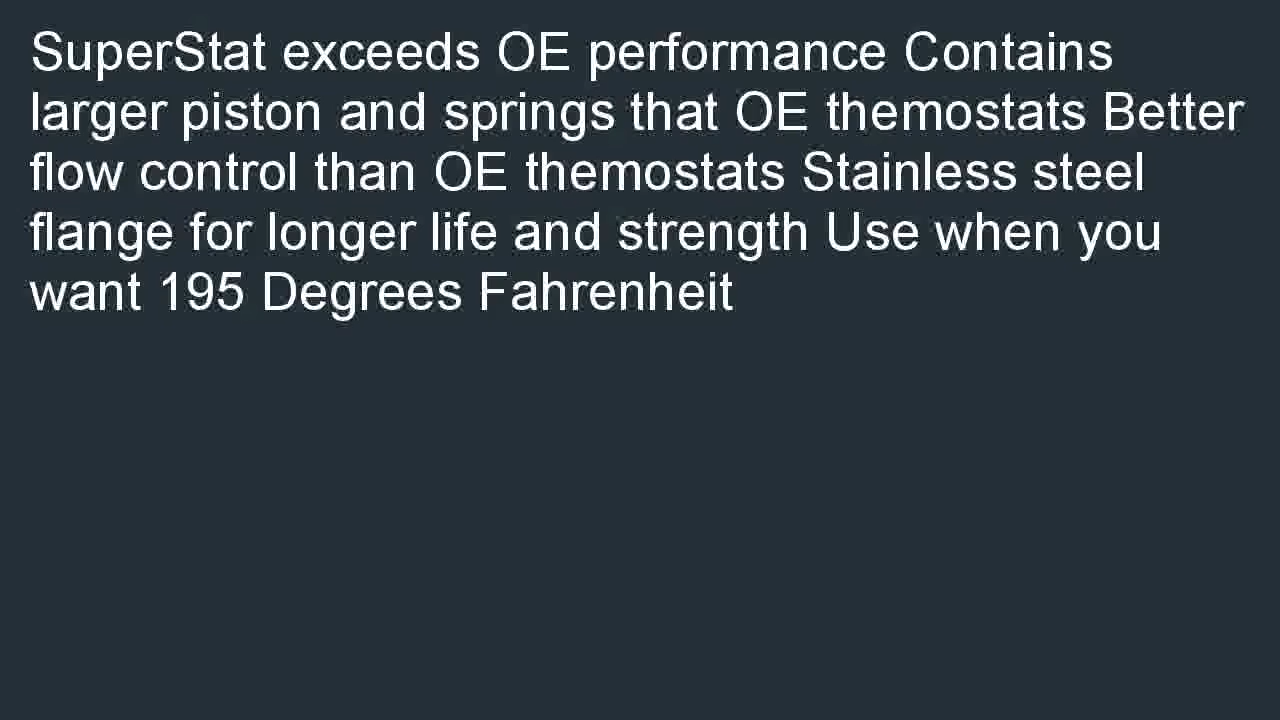 SuperStat exceeds OE performance Contains
larger piston and springs that OE themostats Better
flow control than OE themostats Stainless steel
flange for longer life and strength Use when you
want 195 Degrees Fahrenheit